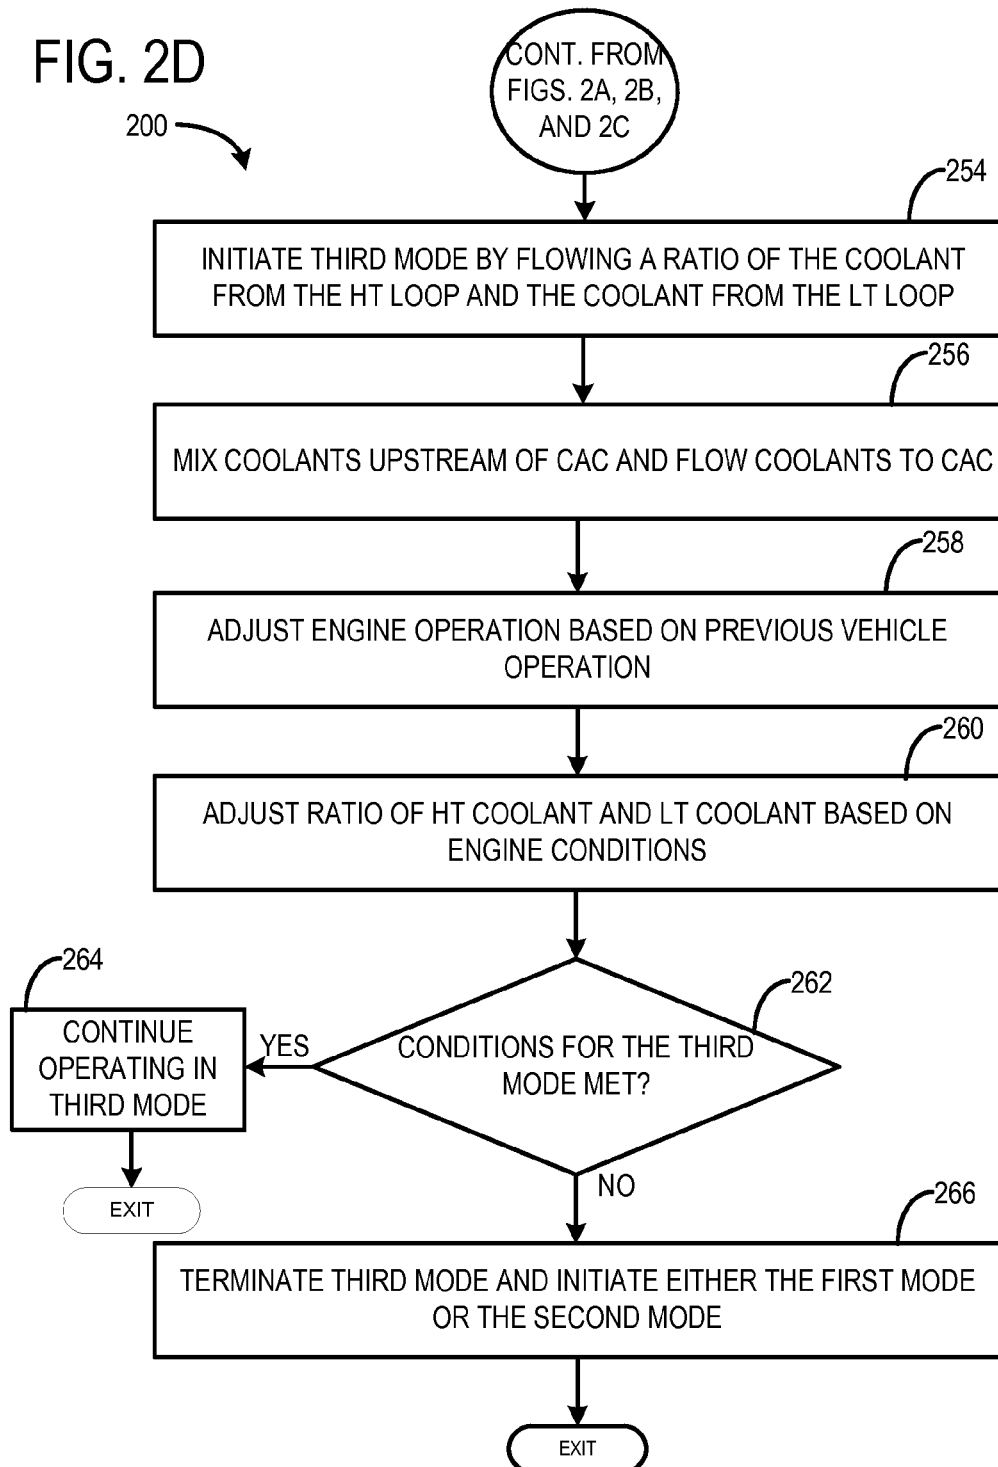 FIG. 2D
200
CONT. FROM
FIGS. 2A, 2B,
AND 2C
254
INITIATE THIRD MODE BY FLOWING A RATIO OF THE COOLANT
FROM THE HT LOOP AND THE COOLANT FROM THE LT LOOP
256
MIX COOLANTS UPSTREAM OF CAC AND FLOW COOLANTS TO CAC
258
ADJUST ENGINE OPERATION BASED ON PREVIOUS VEHICLE
OPERATION
260
ADJUST RATIO OF HT COOLANT AND LT COOLANT BASED ON
ENGINE CONDITIONS
262
CONDITIONS FOR THE THIRD
MODE MET?
YES
264
CONTINUE
OPERATING IN
THIRD MODE
EXIT
NO
266
TERMINATE THIRD MODE AND INITIATE EITHER THE FIRST MODE
OR THE SECOND MODE
EXIT